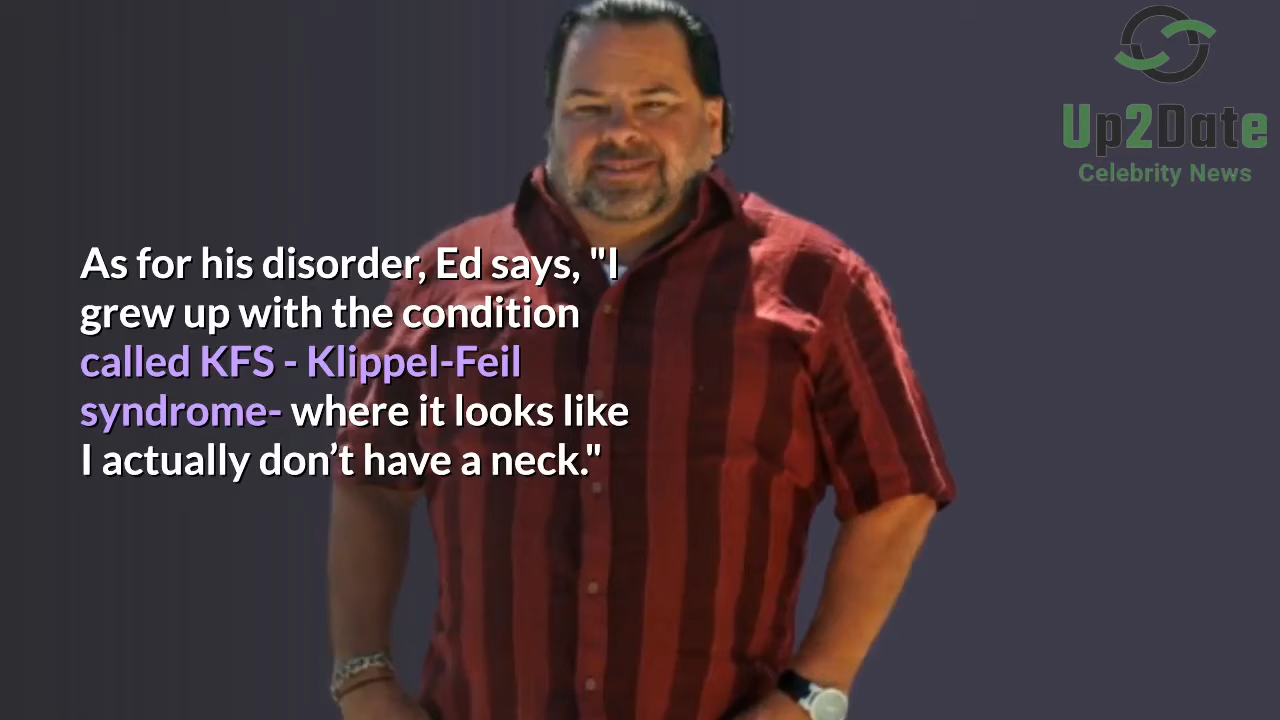 Up2Date
Celebrity News
As for his disorder, Ed says, "I
grew up with the condition
called KFS - Klippel-Feil
syndrome- where it looks like
I actually don’t have a neck."